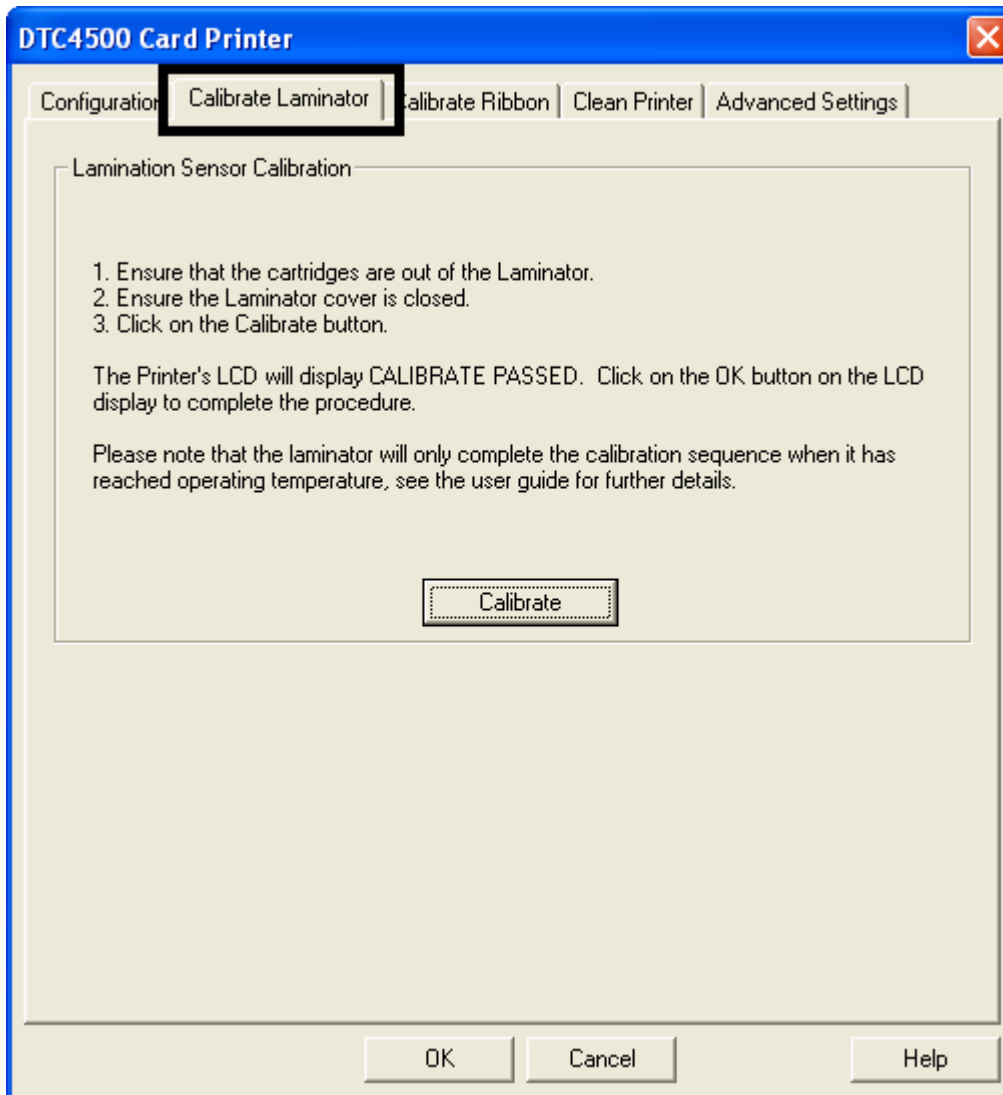 DTC4500 Card Printer
Configuration Calibrate Laminator Calibrate Ribbon Clean Printer Advanced Settings
Lamination Sensor Calibration
1. Ensure that the cartridges are out of the Laminator.
2. Ensure the Laminator cover is closed.
3. Click on the Calibrate button.
The Printer's LCD will display CALIBRATE PASSED. Click on the OK button on the LCD
display to complete the procedure.
Please note that the laminator will only complete the calibration sequence when it has
reached operating temperature, see the user guide for further details.
Calibrate
OK Cancel Help